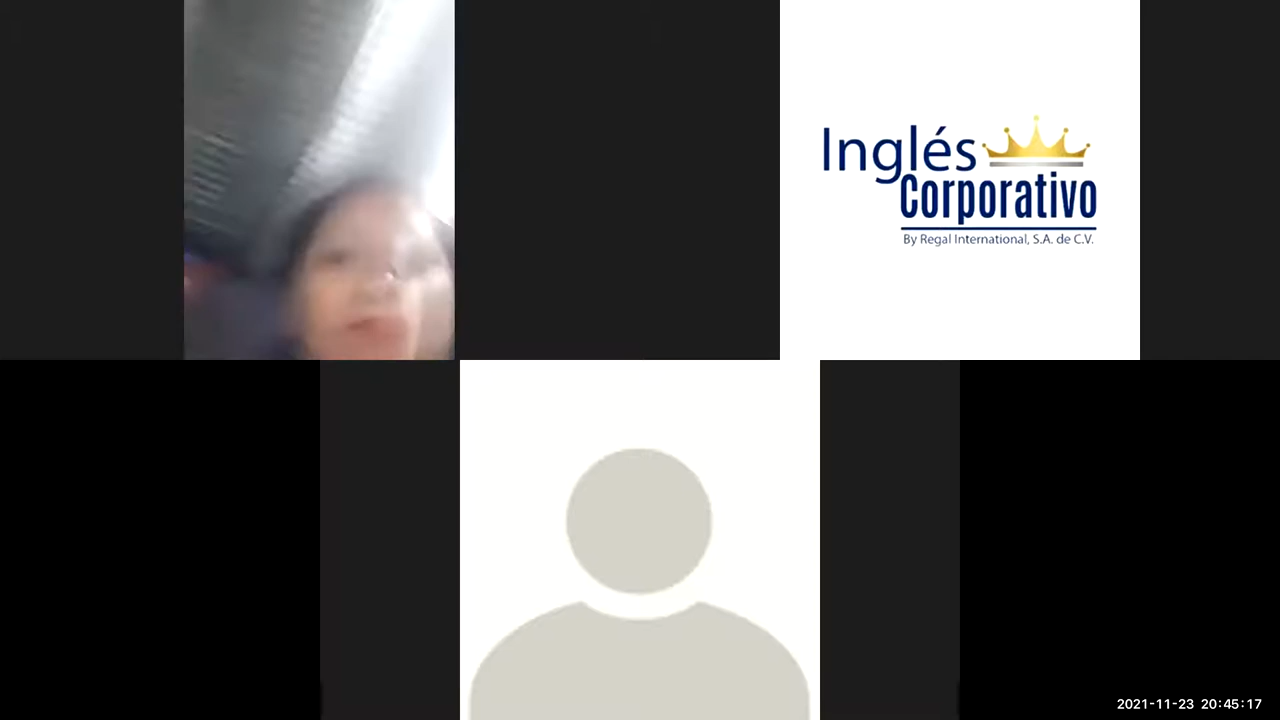 Inglés
Corporativo
By Regal International, S.A. de C.V.
2021-11-23 20:45:17